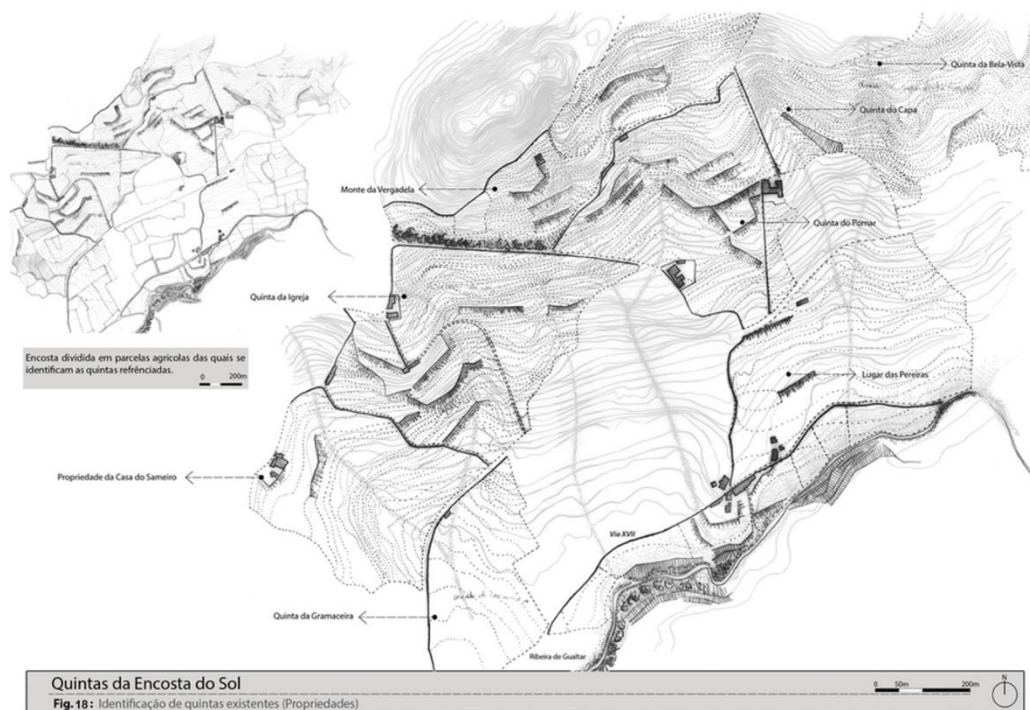 Quinta da Bela-Vista
Quinta do Capa
Monte da Vergadela
Quinta do Pomar
Quinta da Igreja
Encosta dividida em parcelas agrícolas das quais se
identificam as quintas refrênciadas.
0 200m
Lugar das Pereiras
Propriedade da Casa do Sameiro
Via XVII
Quinta da Gramaceira
Ribeira de Gualtar
Quintas da Encosta do Sol
0 50m 200m
N
Fig. 18 : Identificação de quintas existentes (Propriedades)